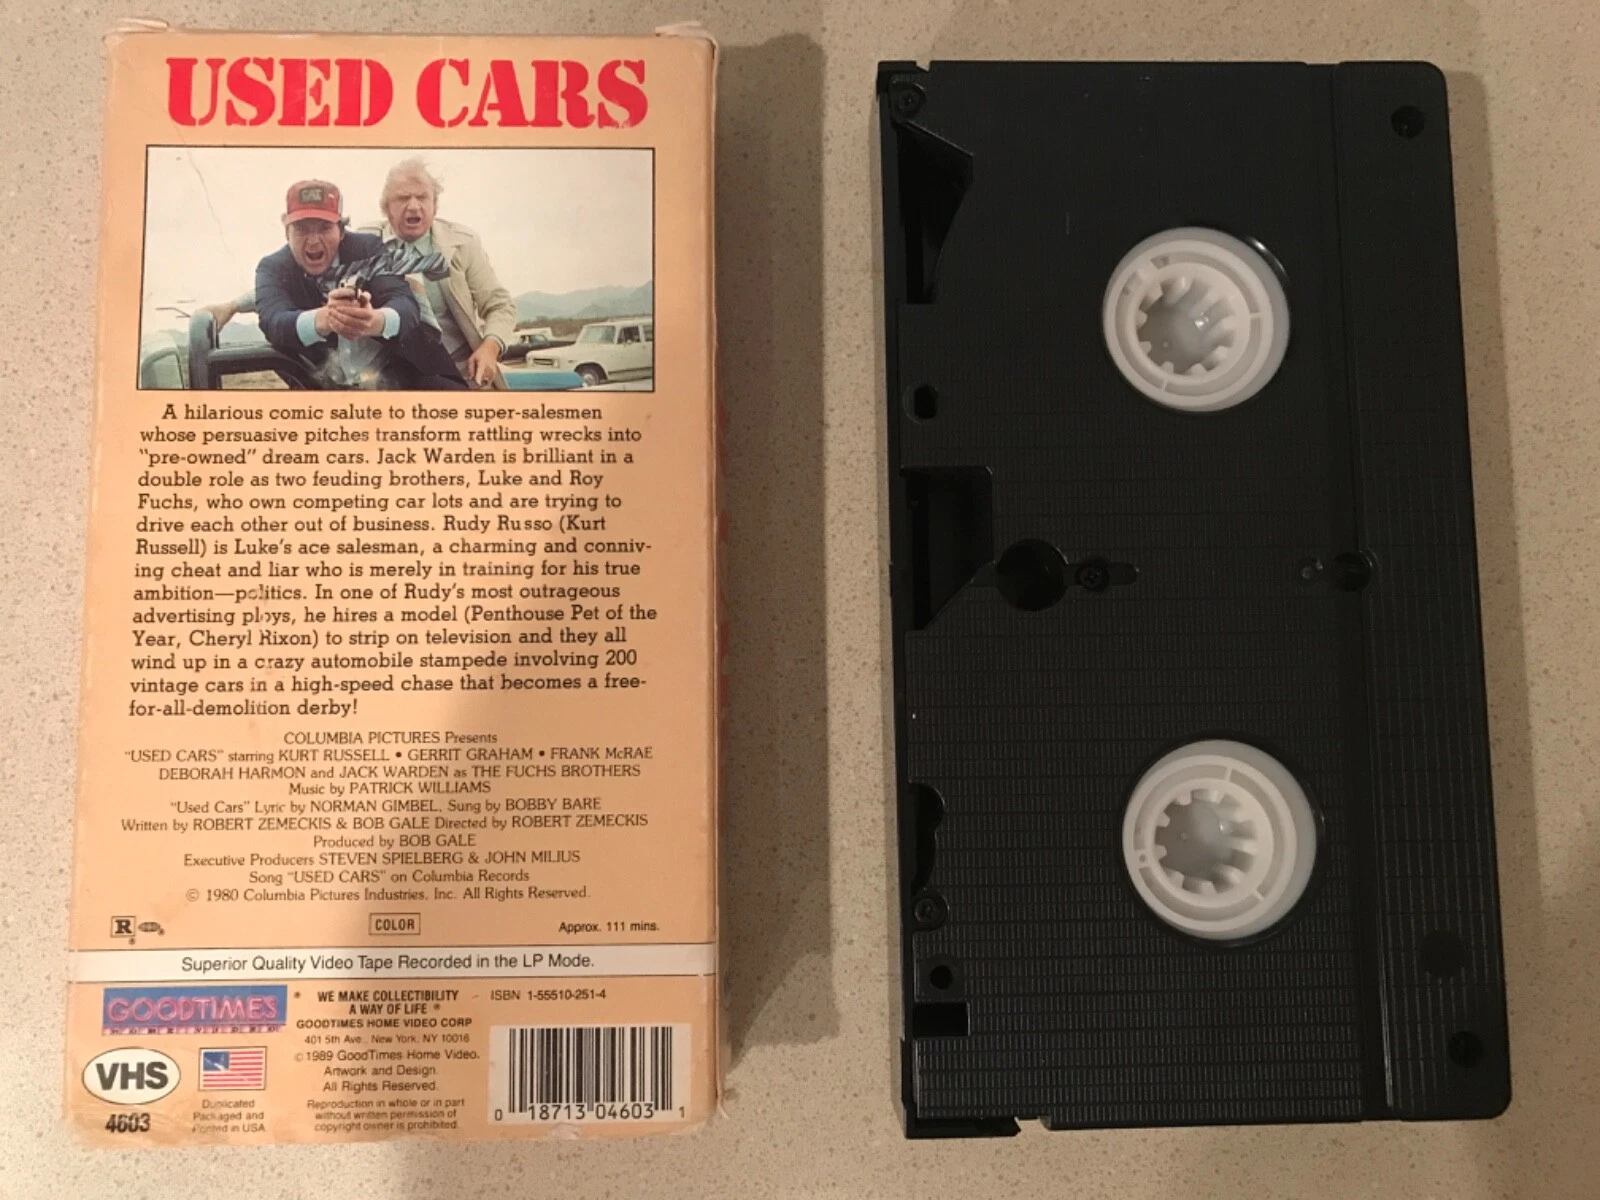 USED CARS
CAT
A hilarious comic salute to those super-salesmen
whose persuasive pitches transform rattling wrecks into
"pre-owned" dream cars. Jack Warden is brilliant in a
double role as two feuding brothers, Luke and Roy
Fuchs, who own competing car lots and are trying to
drive each other out of business. Rudy Russo (Kurt
Russell) is Luke's ace salesman, a charming and conniv-
ing cheat and liar who is merely in training for his true
ambition—politics. In one of Rudy's most outrageous
advertising ploys, he hires a model (Penthouse Pet of the
Year, Cheryl Rixon) to strip on television and they all
wind up in a crazy automobile stampede involving 200
vintage cars in a high-speed chase that becomes a free-
for-all-demolition derby!
COLUMBIA PICTURES Presents
"USED CARS" starring KURT RUSSELL • GERRIT GRAHAM • FRANK McRAE
DEBORAH HARMON and JACK WARDEN as THE FUCHS BROTHERS
Music by PATRICK WILLIAMS
"Used Cars" Lyric by NORMAN GIMBEL, Sung by BOBBY BARE
Written by ROBERT ZEMECKIS & BOB GALE Directed by ROBERT ZEMECKIS
Produced by BOB GALE
Executive Producers STEVEN SPIELBERG & JOHN MILIUS
Song "USED CARS" on Columbia Records
© 1980 Columbia Pictures Industries, Inc. All Rights Reserved.
R ®
COLOR
Approx. 111 mins.
Superior Quality Video Tape Recorded in the LP Mode.
GOODTIMES ®
HOME VIDEO
WE MAKE COLLECTIBILITY
A WAY OF LIFE ®
GOODTIMES HOME VIDEO CORP
401 5th Ave., New York, NY 10016
© 1989 GoodTimes Home Video.
Artwork and Design.
All Rights Reserved.
Reproduction in whole or in part
without written permission of
copyright owner is prohibited.
ISBN 1-55510-251-4
VHS
4603
Duplicated
Packaged and
Printed in USA
0 18713 04603 1